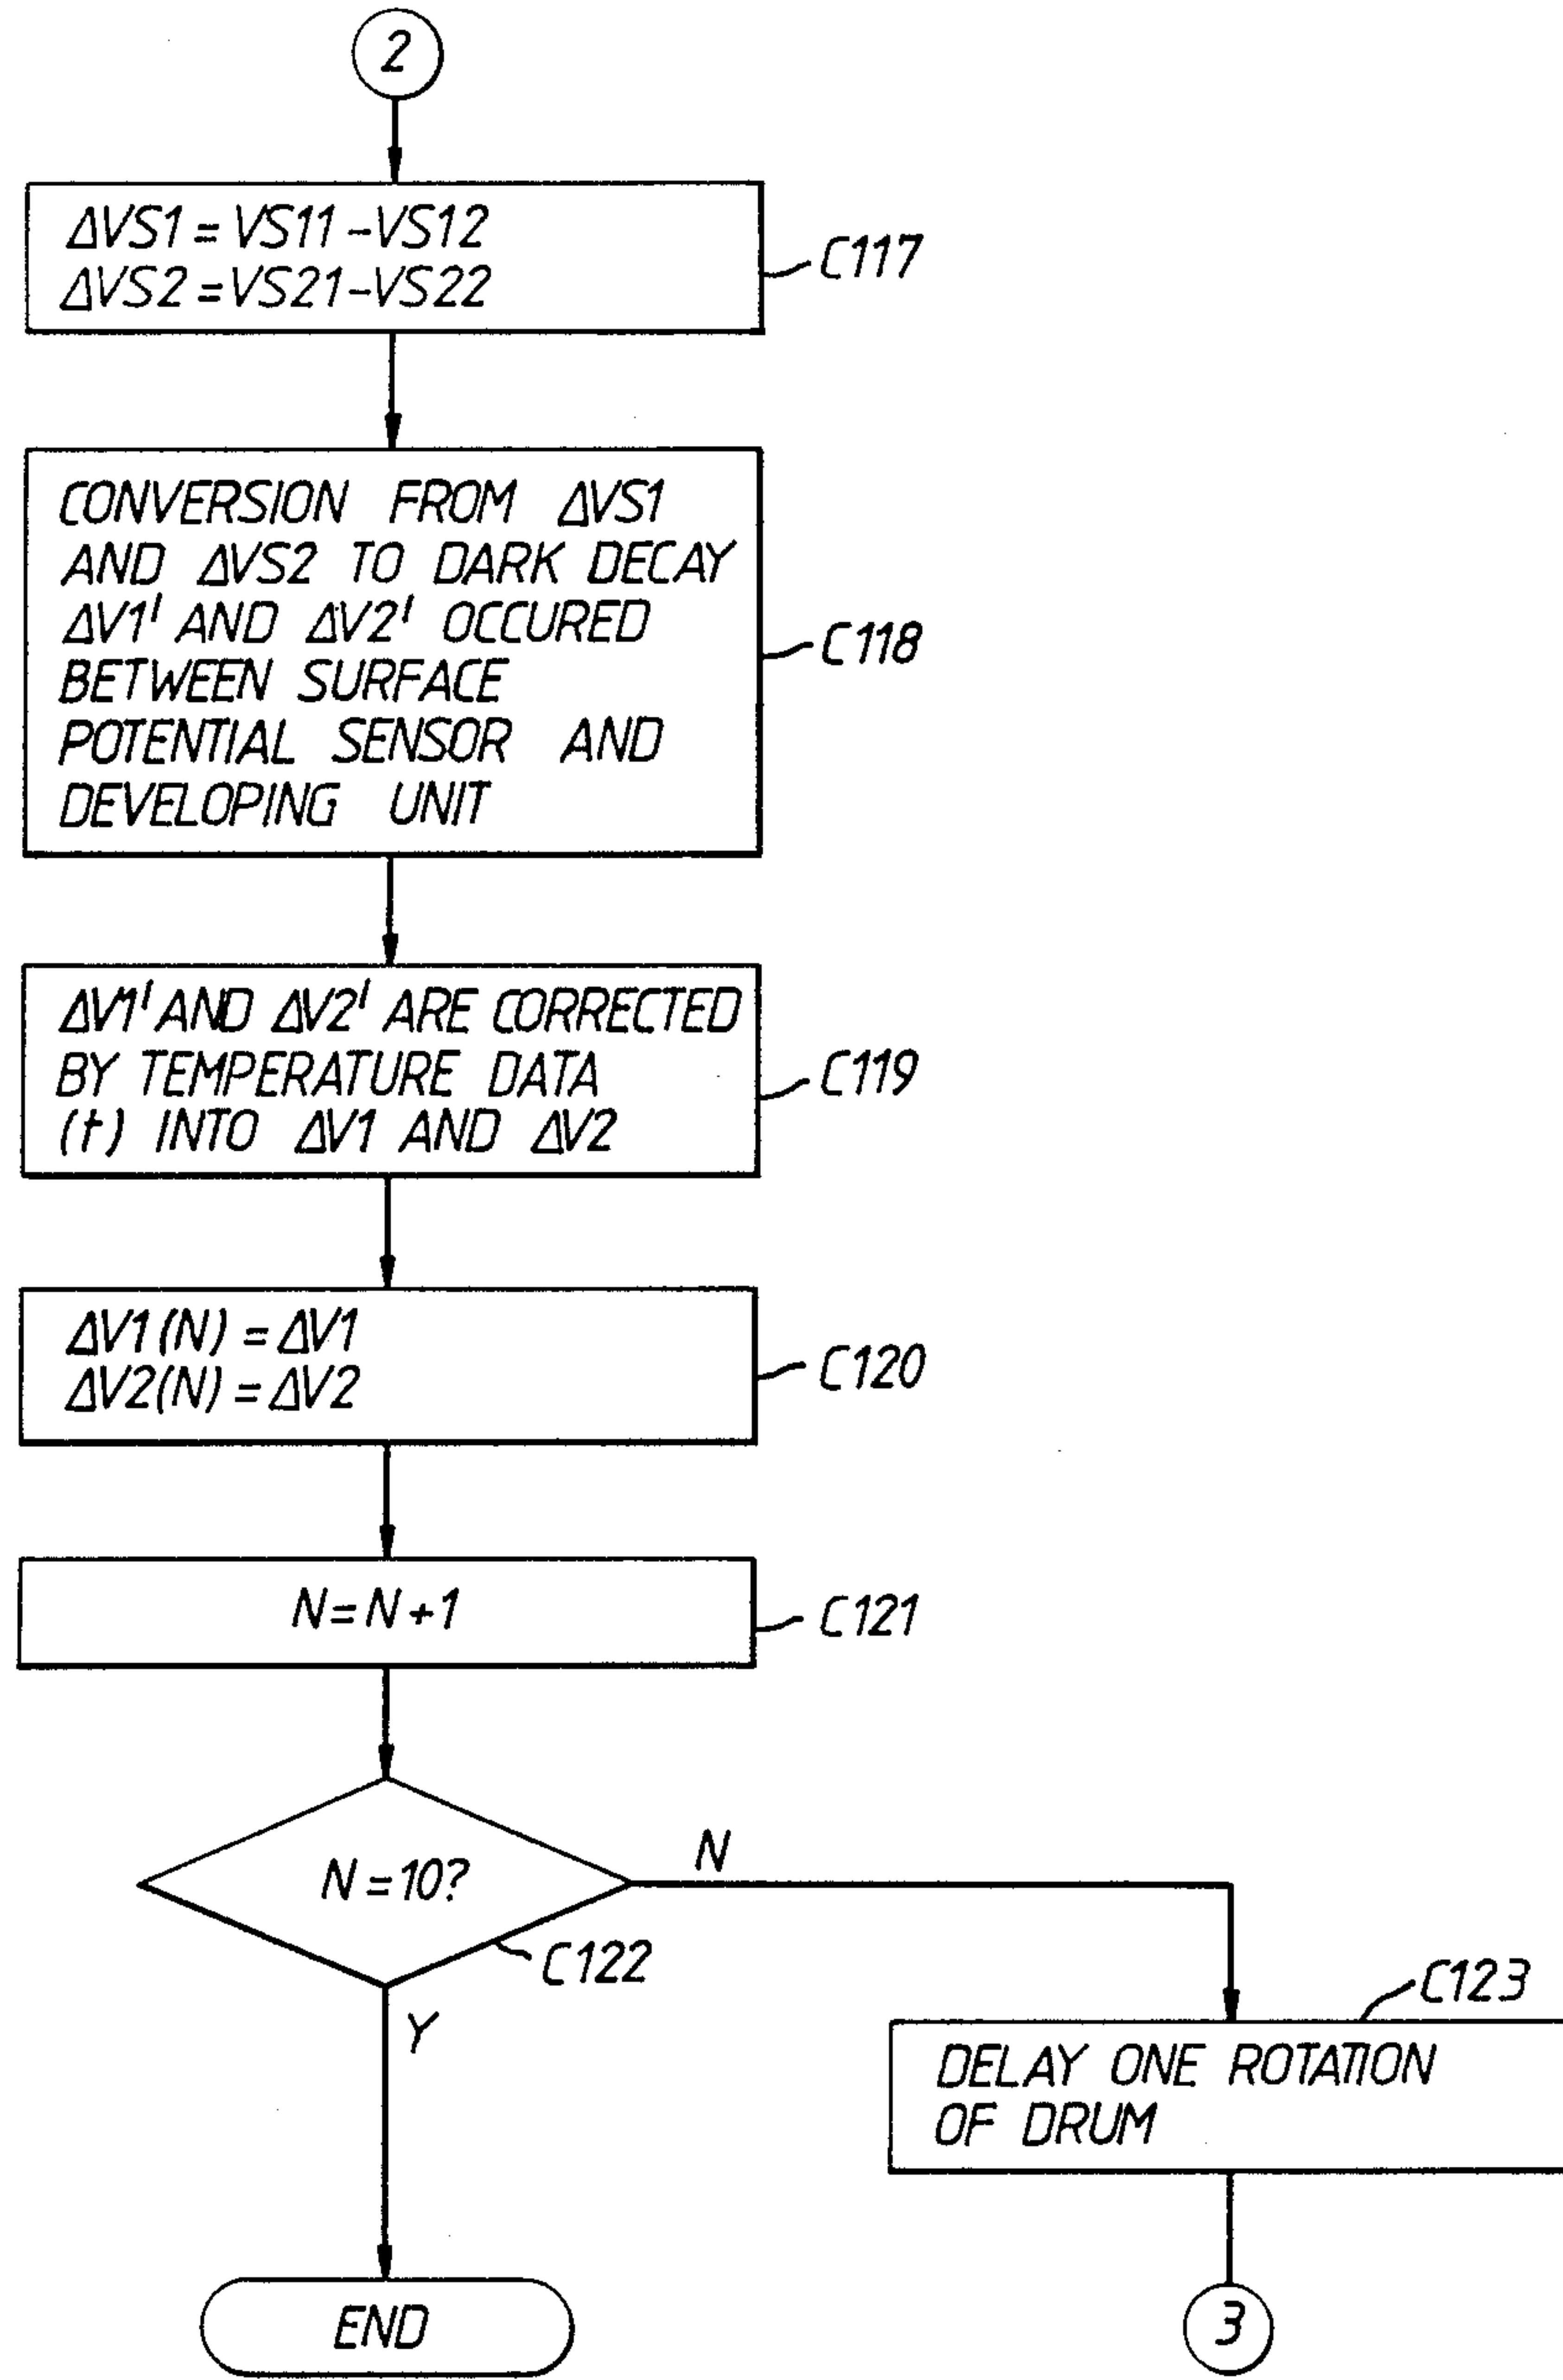 2
ΔVS1 = VS11 - VS12
ΔVS2 = VS21 - VS22
C117
CONVERSION FROM ΔVS1
AND ΔVS2 TO DARK DECAY
ΔV1' AND ΔV2' OCCURED
BETWEEN SURFACE
POTENTIAL SENSOR AND
DEVELOPING UNIT
C118
ΔV1' AND ΔV2' ARE CORRECTED
BY TEMPERATURE DATA
(t) INTO ΔV1 AND ΔV2
C119
ΔV1(N) = ΔV1
ΔV2(N) = ΔV2
C120
N=N+1
C121
N=10?
N
C122
Y
C123
DELAY ONE ROTATION
OF DRUM
END
3